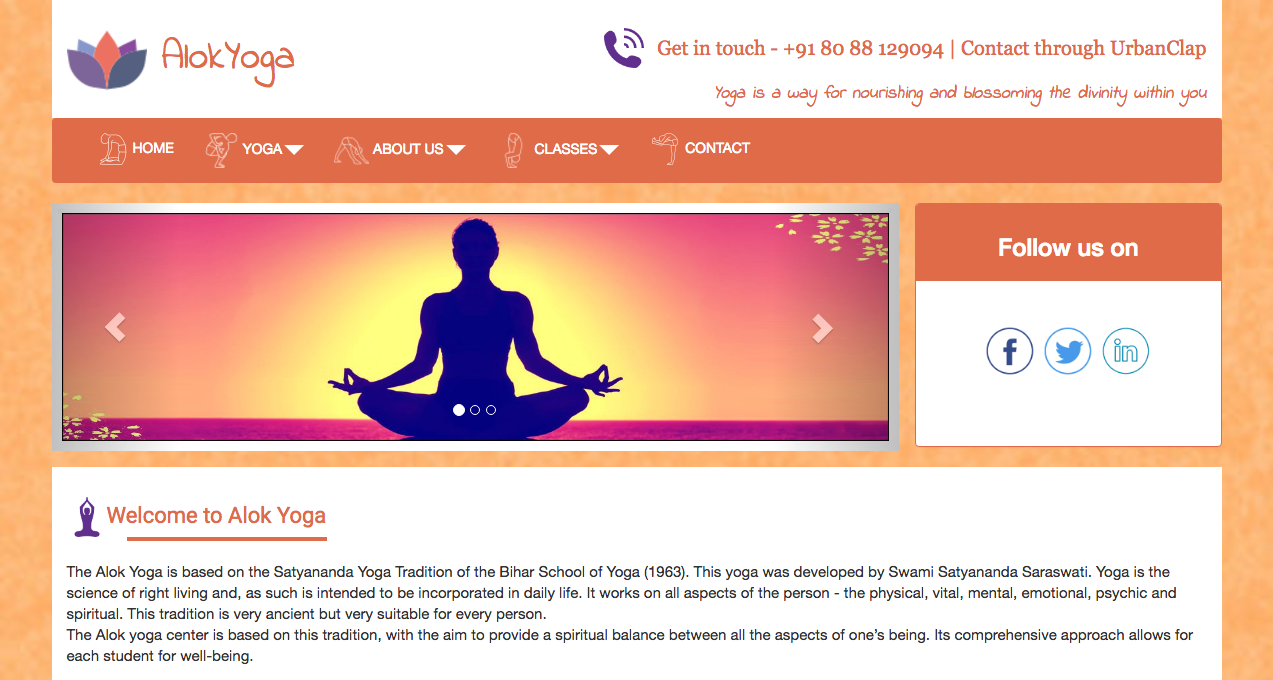 AlokYoga
Get in touch - +91 80 88 129094 | Contact through UrbanClap
Yoga is a way for nourishing and blossoming the divinity within you
HOME YOGA ABOUT US CLASSES CONTACT
Follow us on
f in
Welcome to Alok Yoga
The Alok Yoga is based on the Satyananda Yoga Tradition of the Bihar School of Yoga (1963). This yoga was developed by Swami Satyananda Saraswati. Yoga is the
science of right living and, as such is intended to be incorporated in daily life. It works on all aspects of the person - the physical, vital, mental, emotional, psychic and
spiritual. This tradition is very ancient but very suitable for every person.
The Alok yoga center is based on this tradition, with the aim to provide a spiritual balance between all the aspects of one’s being. Its comprehensive approach allows for
each student for well-being.